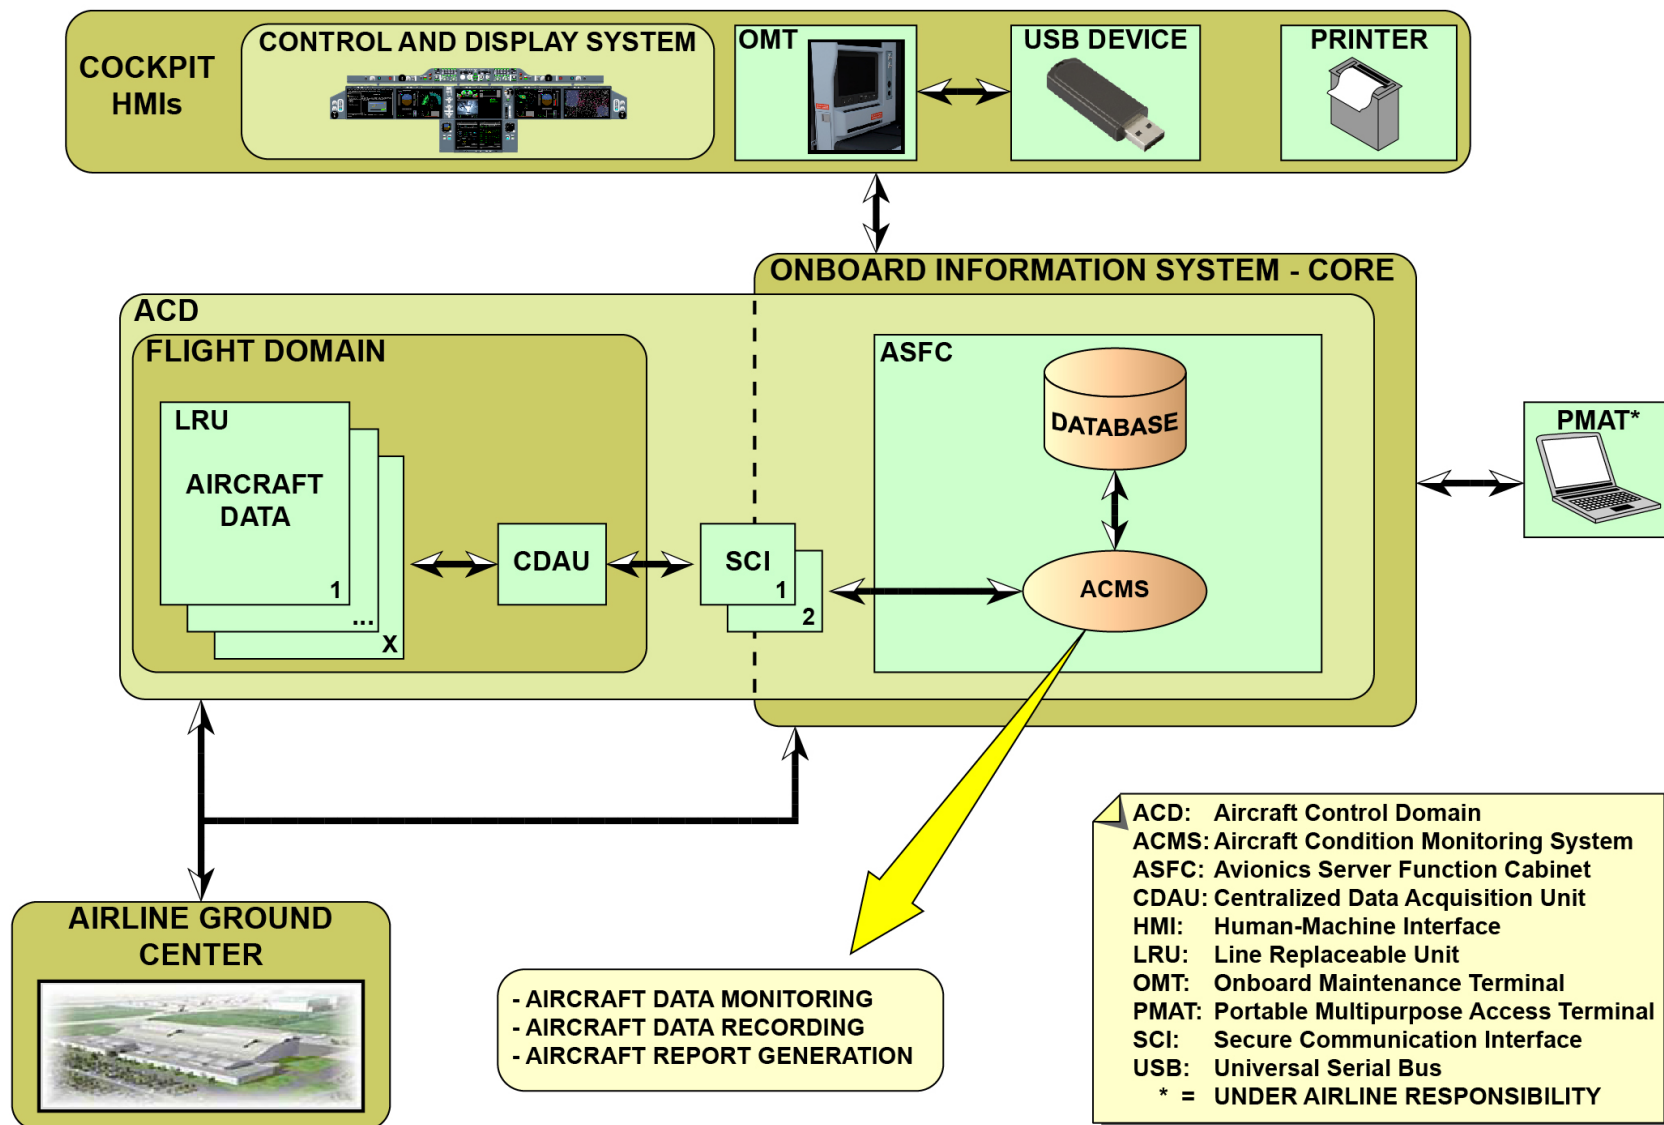 COCKPIT
HMIs
CONTROL AND DISPLAY SYSTEM
OMT
USB DEVICE
PRINTER
ONBOARD INFORMATION SYSTEM - CORE
ACD
FLIGHT DOMAIN
LRU
AIRCRAFT
DATA
1
...
X
CDAU
SCI
1
2
ASFC
DATABASE
ACMS
PMAT*
AIRLINE GROUND
CENTER
- AIRCRAFT DATA MONITORING
- AIRCRAFT DATA RECORDING
- AIRCRAFT REPORT GENERATION
ACD: Aircraft Control Domain
ACMS: Aircraft Condition Monitoring System
ASFC: Avionics Server Function Cabinet
CDAU: Centralized Data Acquisition Unit
HMI: Human-Machine Interface
LRU: Line Replaceable Unit
OMT: Onboard Maintenance Terminal
PMAT: Portable Multipurpose Access Terminal
SCI: Secure Communication Interface
USB: Universal Serial Bus
* = UNDER AIRLINE RESPONSIBILITY